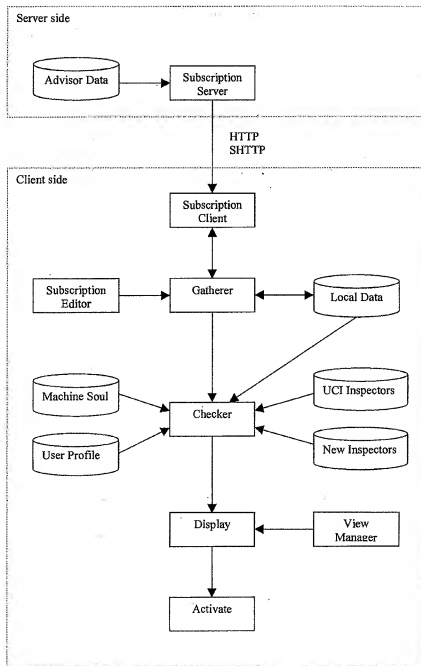 Server side
Advisor Data
Subscription
Server
HTTP
SHTTP
Client side
Subscription
Client
Subscription
Editor
Gatherer
Local Data
Machine Soul
UCI Inspectors
Checker
User Profile
New Inspectors
Display
View
Manager
Activate